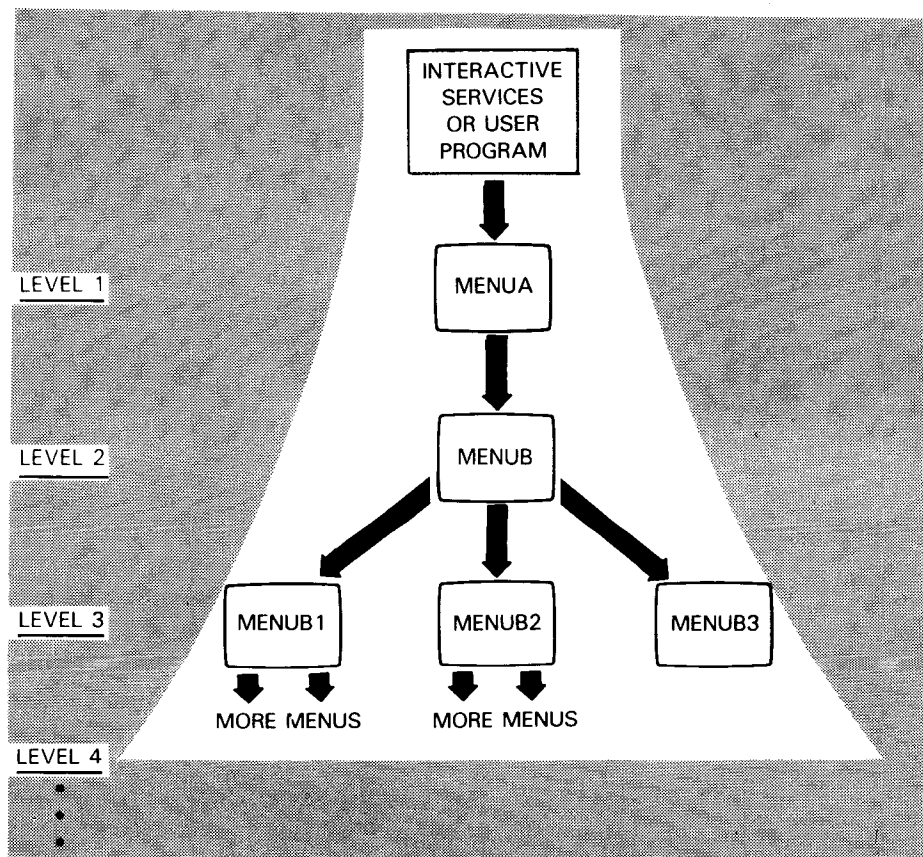 INTERACTIVE
SERVICES
OR USER
PROGRAM
LEVEL 1
MENUA
LEVEL 2
MENUB
LEVEL 3
MENUB1
MENUB2
MENUB3
MORE MENUS
MORE MENUS
LEVEL 4